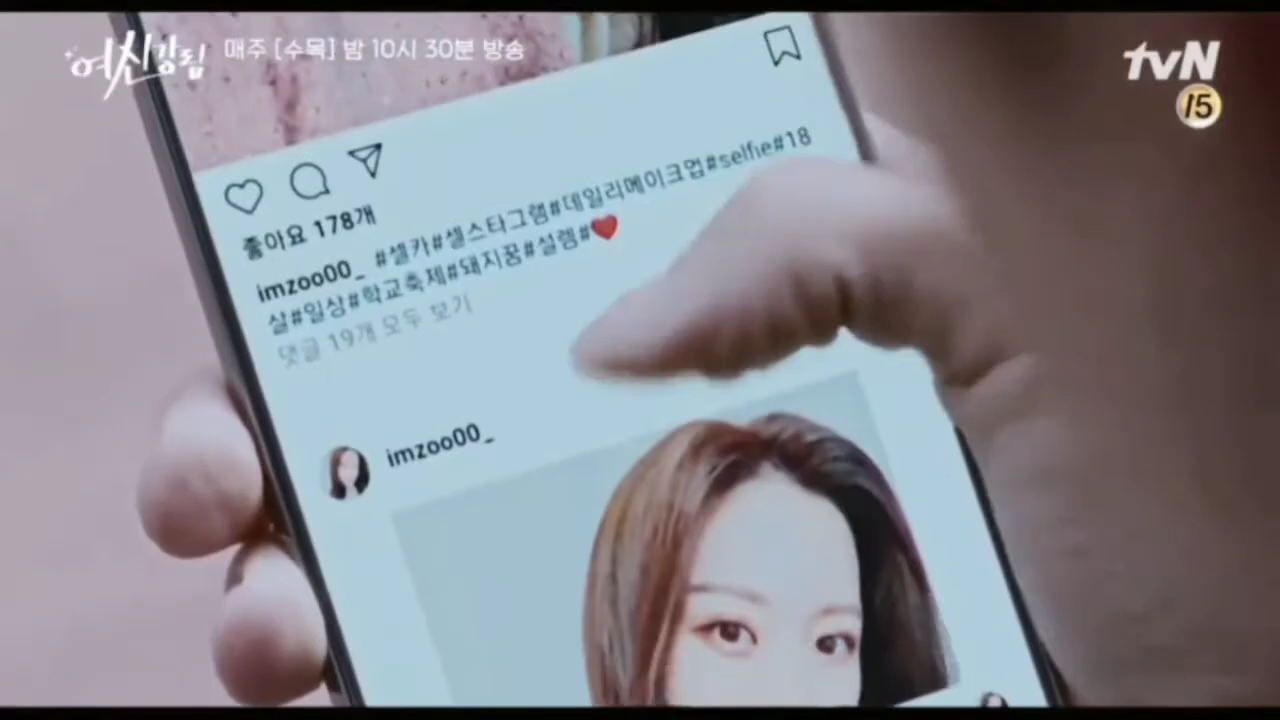 여신강림
매주 [수목] 밤 10시 30분 방송
tvN
15
좋아요 178개
imzoo00_ #셀카#셀스타그램#데일리메이크업#selfie#18
살#일상#학교축제#돼지꿈#설렘#❤️
댓글 19개 모두 보기
imzoo00_